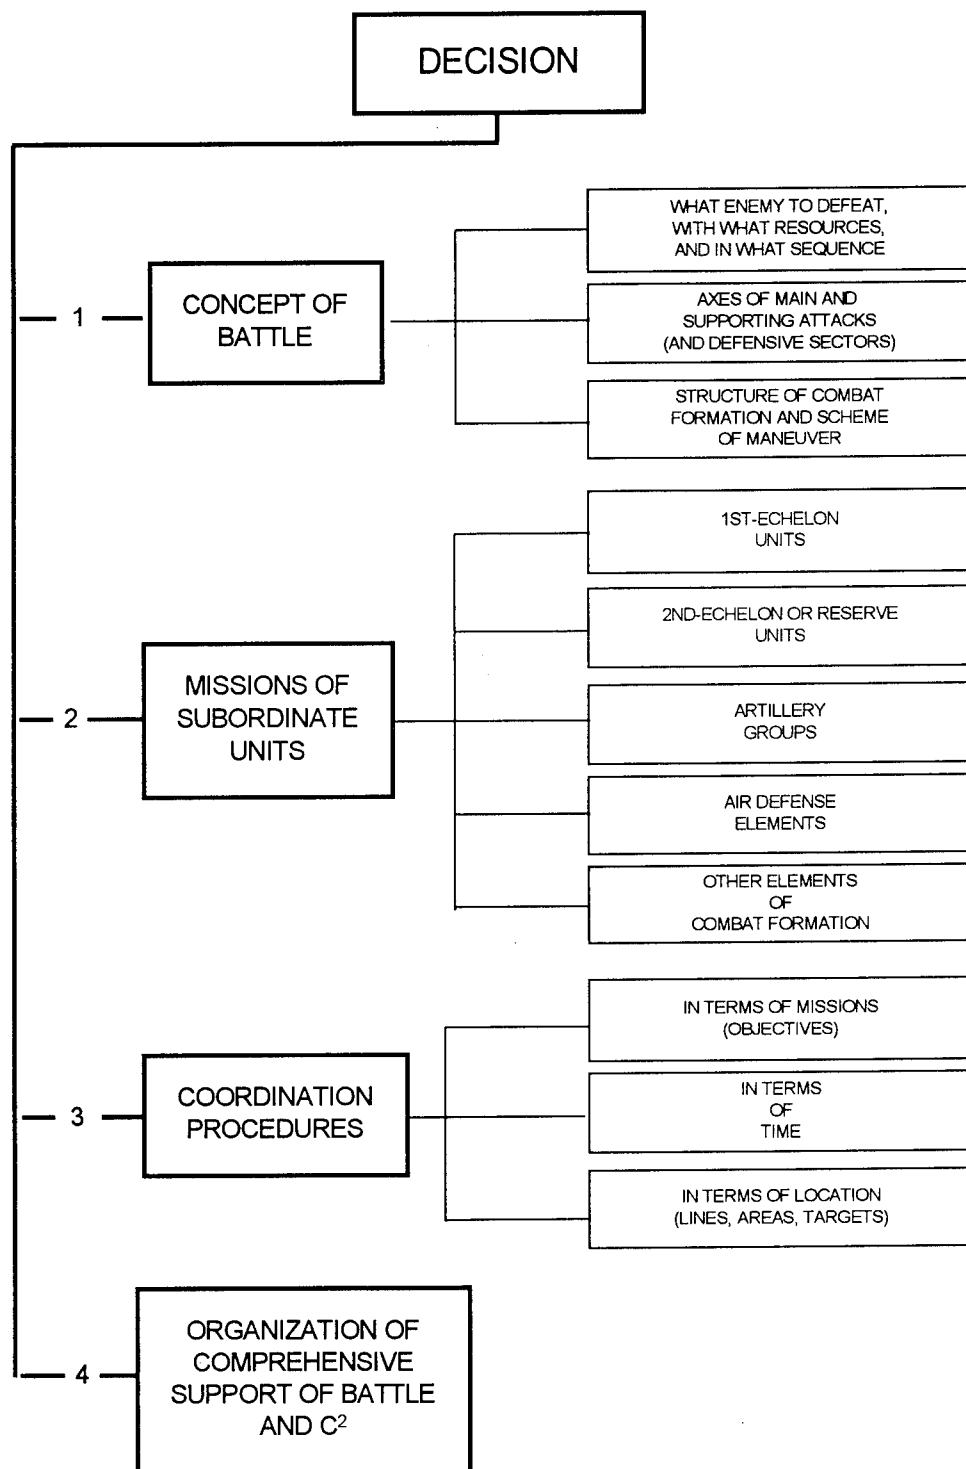 DECISION
1
CONCEPT OF
BATTLE
WHAT ENEMY TO DEFEAT,
WITH WHAT RESOURCES,
AND IN WHAT SEQUENCE
AXES OF MAIN AND
SUPPORTING ATTACKS
(AND DEFENSIVE SECTORS)
STRUCTURE OF COMBAT
FORMATION AND SCHEME
OF MANEUVER
2
MISSIONS OF
SUBORDINATE
UNITS
1ST-ECHELON
UNITS
2ND-ECHELON OR RESERVE
UNITS
ARTILLERY
GROUPS
AIR DEFENSE
ELEMENTS
OTHER ELEMENTS
OF
COMBAT FORMATION
3
COORDINATION
PROCEDURES
IN TERMS OF MISSIONS
(OBJECTIVES)
IN TERMS
OF
TIME
IN TERMS OF LOCATION
(LINES, AREAS, TARGETS)
4
ORGANIZATION OF
COMPREHENSIVE
SUPPORT OF BATTLE
AND C²